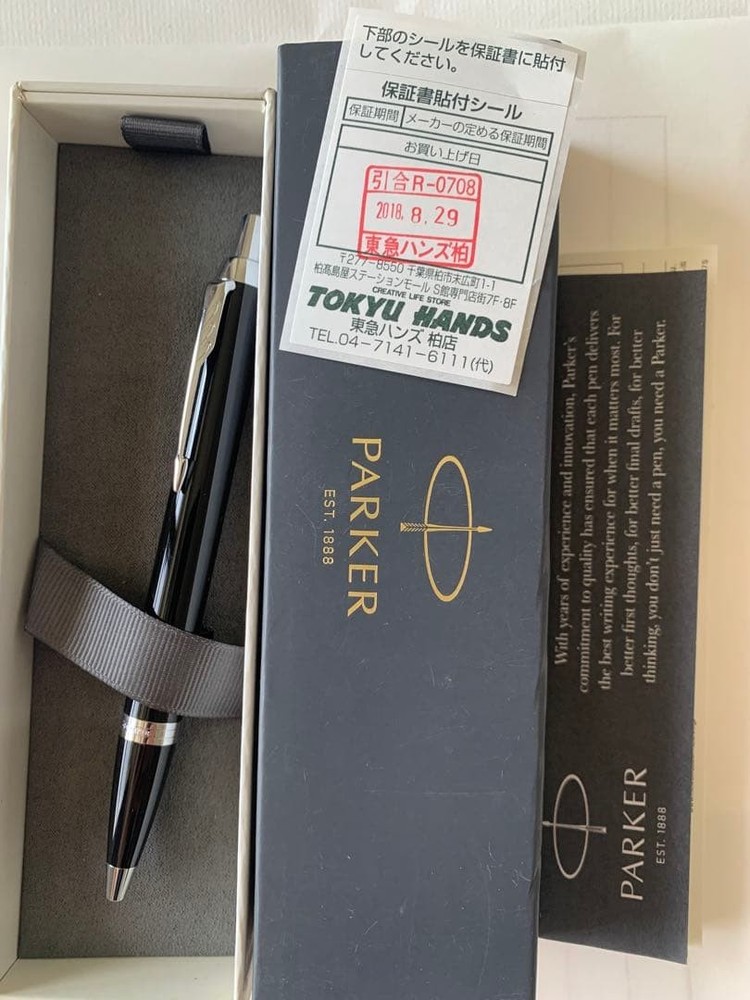 下部のシールを保証書に貼付
してください。
保証書貼付シール
保証期間 メーカーの定める保証期間
お買い上げ日
引合R-0708
2018. 8. 29
東急ハンズ柏
〒277-8550 千葉県柏市末広町1-1
柏髙島屋ステーションモール S館専門店街7F・8F
CREATIVE LIFE STORE
TOKYU HANDS
東急ハンズ 柏店
TEL.04-7141-6111(代)
PARKER
EST. 1888
With years of experience and innovation, Parker's
commitment to quality has ensured that each pen delivers
the best writing experience for when it matters most. For
better first thoughts, for better final drafts, for better
thinking, you don't just need a pen, you need a Parker.
PARKER
EST. 1888